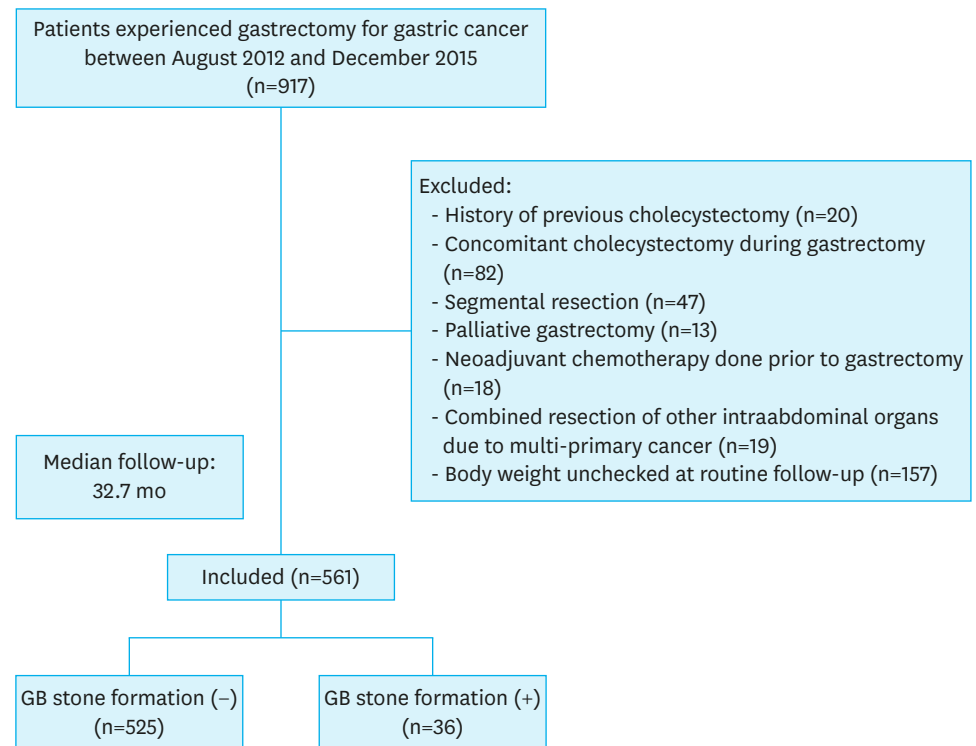 Patients experienced gastrectomy for gastric cancer
between August 2012 and December 2015
(n=917)
Excluded:
- History of previous cholecystectomy (n=20)
- Concomitant cholecystectomy during gastrectomy
(n=82)
- Segmental resection (n=47)
- Palliative gastrectomy (n=13)
- Neoadjuvant chemotherapy done prior to gastrectomy
(n=18)
- Combined resection of other intraabdominal organs
due to multi-primary cancer (n=19)
- Body weight unchecked at routine follow-up (n=157)
Median follow-up:
32.7 mo
Included (n=561)
GB stone formation (−)
(n=525)
GB stone formation (+)
(n=36)